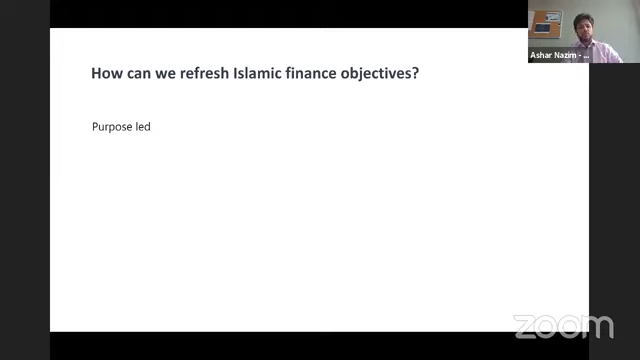 How can we refresh Islamic finance objectives?
Purpose led
Ashar Nazim - ...
zoom